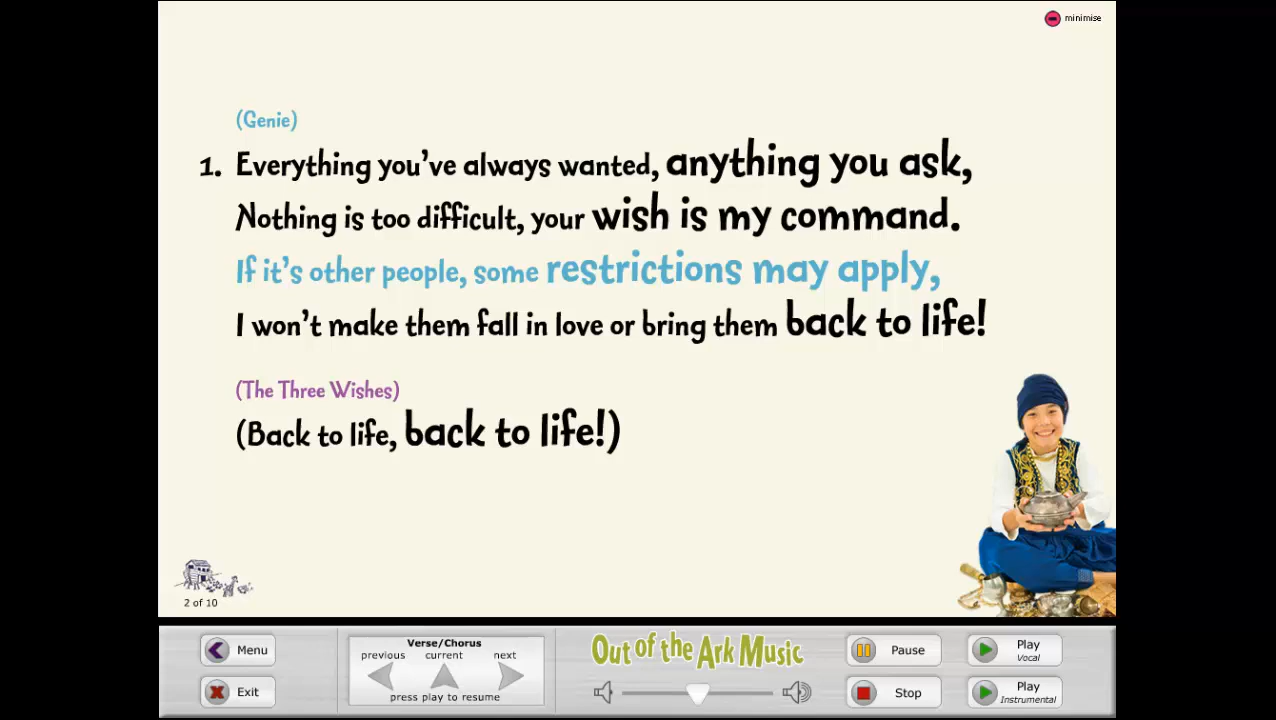 minimise
(Genie)
1. Everything you've always wanted, anything you ask,
Nothing is too difficult, your wish is my command.
If it's other people, some restrictions may apply,
I won't make them fall in love or bring them back to life!
(The Three Wishes)
(Back to life, back to life!)
2 of 10
Menu
Exit
Verse/Chorus
previous current next
press play to resume
Out of the Ark Music
Pause
Stop
Play
Vocal
Play
Instrumental